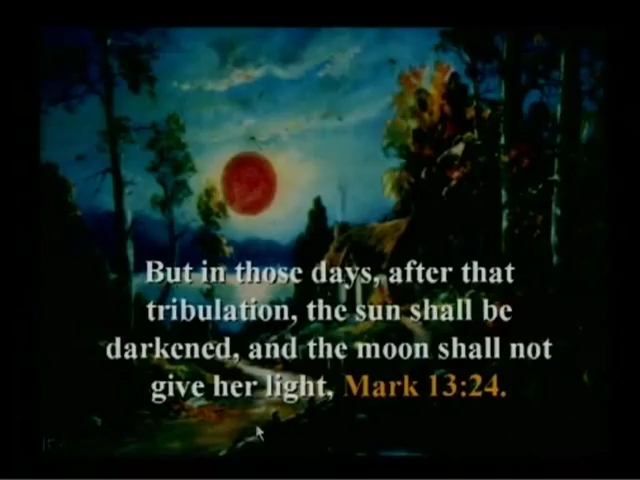 But in those days, after that
tribulation, the sun shall be
darkened, and the moon shall not
give her light, Mark 13:24.